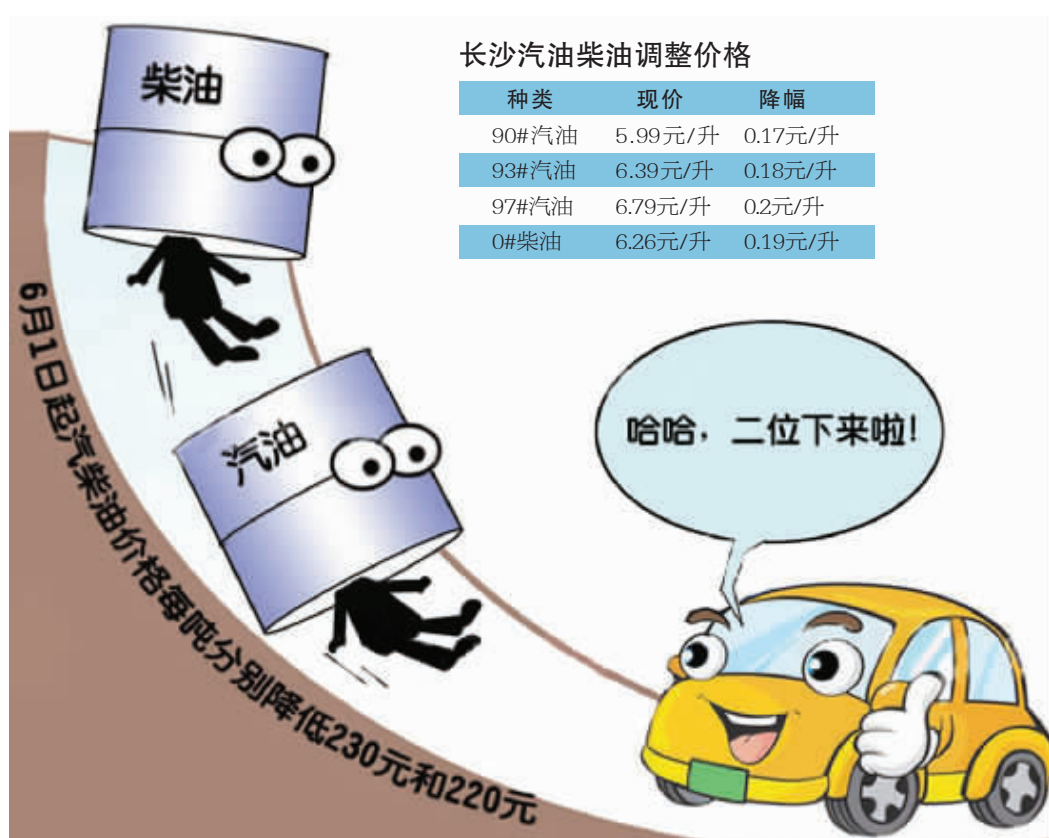 长沙汽油柴油调整价格
种类 现价 降幅
90#汽油 5.99元/升 0.17元/升
93#汽油 6.39元/升 0.18元/升
97#汽油 6.79元/升 0.2元/升
0#柴油 6.26元/升 0.19元/升
柴油
汽油
6月1日起汽柴油价格每吨分别降低230元和220元
哈哈，二位下来啦！